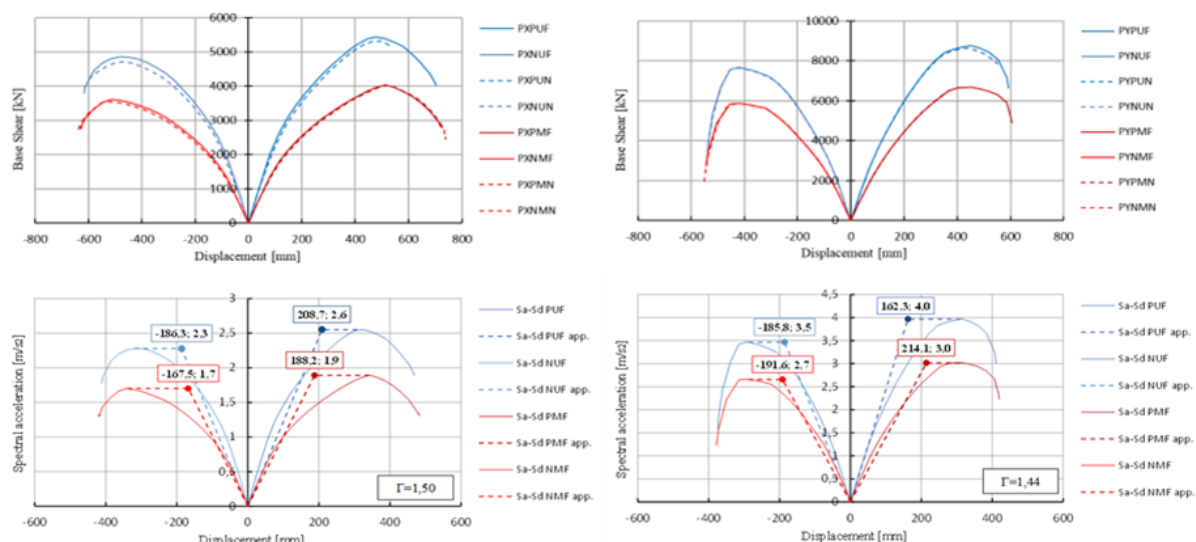 Base Shear [kN]
6000
5000
4000
3000
2000
1000
0
-800 -600 -400 -200 0 200 400 600 800
Displacement [mm]
PXPUF
PXNUF
PXPUN
PXNUN
PXPMF
PXNMF
PXPMN
PXNMN
Base Shear [kN]
10000
8000
6000
4000
2000
0
-800 -600 -400 -200 0 200 400 600 800
Displacement [mm]
PYPUF
PYNUF
PYPUN
PYNUN
PYPMF
PYNMF
PYPMN
PYNMN
Spectral acceleration [m/s2]
3
2,5
2
1,5
1
0,5
0
-600 -400 -200 0 200 400 600
Displacement [mm]
208,7; 2,6
-186,3; 2,3
188,2; 1,9
-167,5; 1,7
Γ=1,50
Sa-Sd PUF
Sa-Sd PUF app.
Sa-Sd NUF
Sa-Sd NUF app.
Sa-Sd PMF
Sa-Sd PMF app.
Sa-Sd NMF
Sa-Sd NMF app.
Spectral acceleration [m/s2]
4,5
4
3,5
3
2,5
2
1,5
1
0,5
0
-600 -400 -200 0 200 400 600
Displacement [mm]
162,3; 4,0
-185,8; 3,5
214,1; 3,0
-191,6; 2,7
Γ=1,44
Sa-Sd PUF
Sa-Sd PUF app.
Sa-Sd NUF
Sa-Sd NUF app.
Sa-Sd PMF
Sa-Sd PMF app.
Sa-Sd NMF
Sa-Sd NMF app.